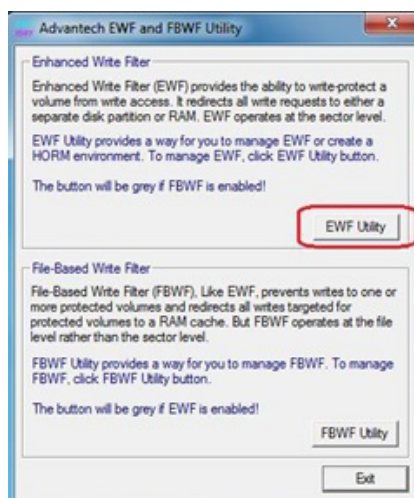 Advantech EWF and FBWF Utility
Enhanced Write Filter
Enhanced Write Filter (EWF) provides the ability to write-protect a
volume from write access. It redirects all write requests to either a
separate disk partition or RAM. EWF operates at the sector level.
EWF Utility provides a way for you to manage EWF or create a
HORM environment. To manage EWF, click EWF Utility button.
The button will be grey if FBWF is enabled!
EWF Utility
File-Based Write Filter
File-Based Write Filter (FBWF), Like EWF, prevents writes to one or
more protected volumes and redirects all writes targeted for
protected volumes to a RAM cache. But FBWF operates at the file
level rather than the sector level.
FBWF Utility provides a way for you to manage FBWF. To manage
FBWF, click FBWF Utility button.
The button will be grey if EWF is enabled!
FBWF Utility
Exit